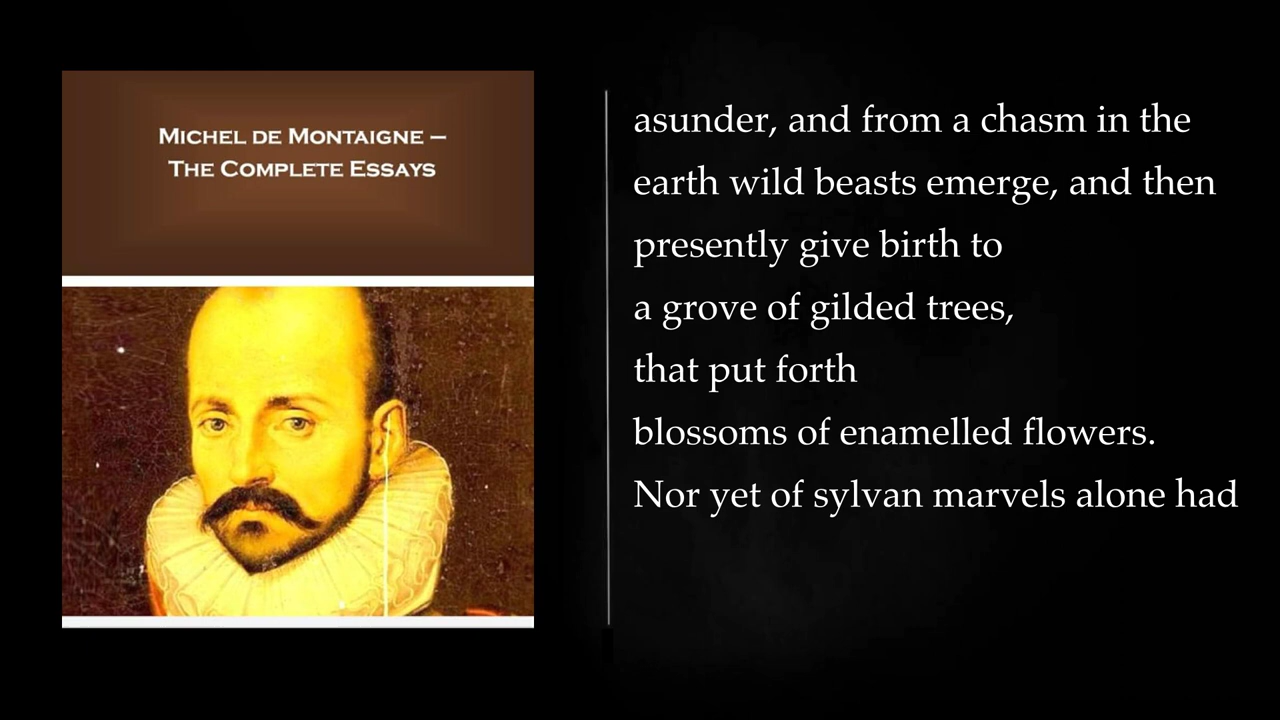 MICHEL DE MONTAIGNE –
THE COMPLETE ESSAYS
asunder, and from a chasm in the
earth wild beasts emerge, and then
presently give birth to
a grove of gilded trees,
that put forth
blossoms of enamelled flowers.
Nor yet of sylvan marvels alone had